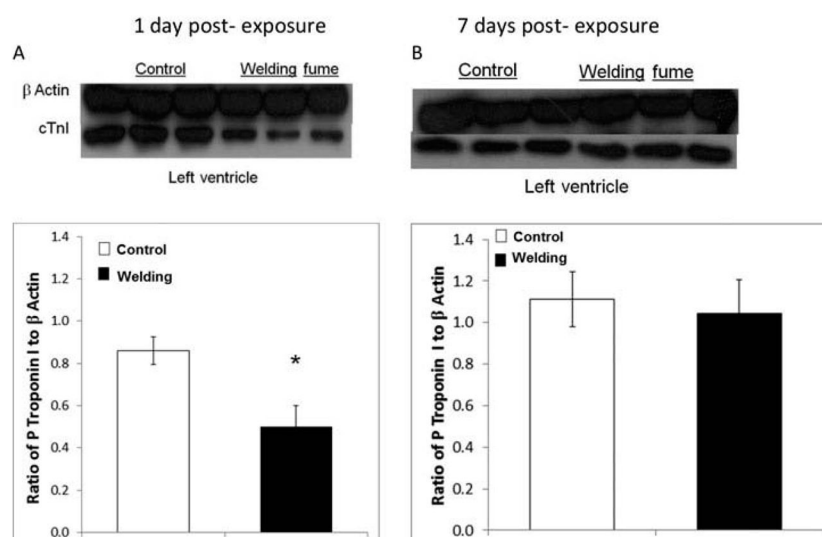 1 day post- exposure
A
Control Welding fume
β Actin
cTnI
Left ventricle
7 days post- exposure
B
Control Welding fume
Left ventricle
Ratio of P Troponin I to β Actin
1.4
1.2
1.0
0.8
0.6
0.4
0.2
0.0
Control
Welding
*
Ratio of P Troponin I to β Actin
1.4
1.2
1.0
0.8
0.6
0.4
0.2
0.0
Control
Welding